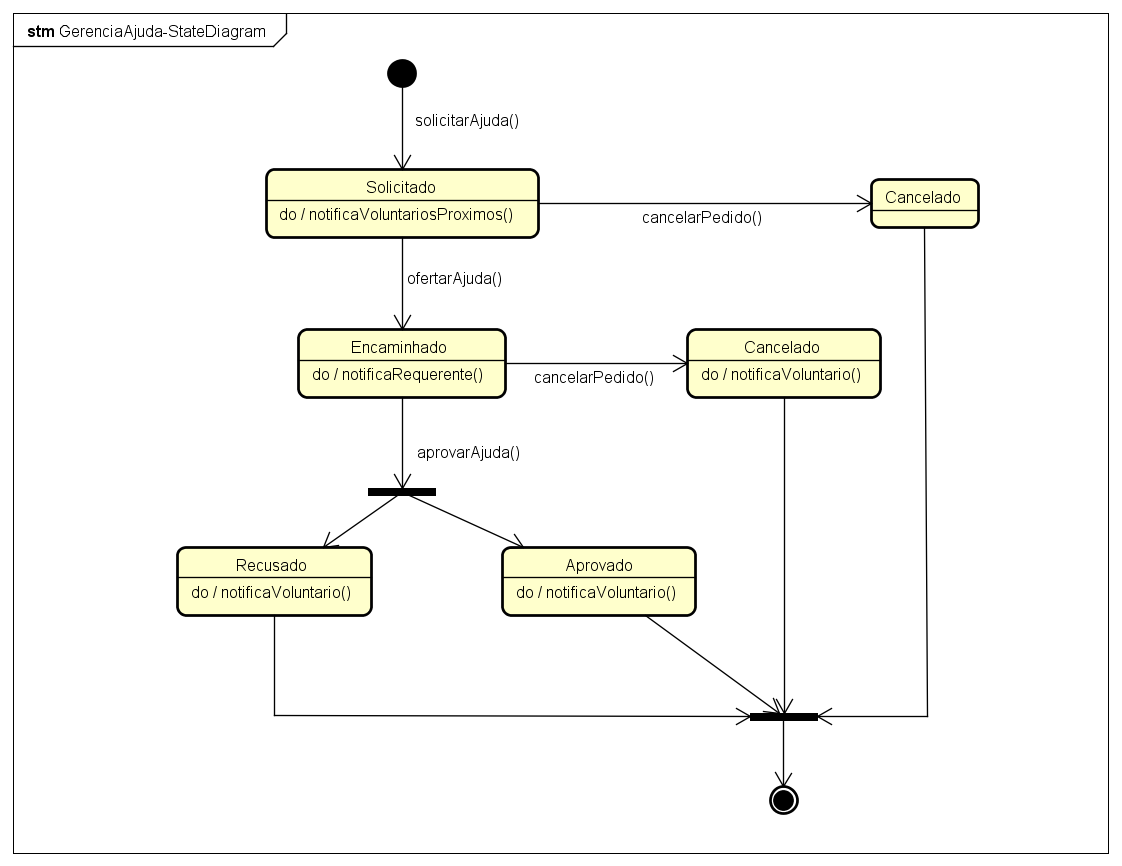 stm GerenciaAjuda-StateDiagram
solicitarAjuda()
Solicitado
do / notificaVoluntariosProximos()
cancelarPedido()
Cancelado
ofertarAjuda()
Encaminhado
do / notificaRequerente()
cancelarPedido()
Cancelado
do / notificaVoluntario()
aprovarAjuda()
Recusado
do / notificaVoluntario()
Aprovado
do / notificaVoluntario()